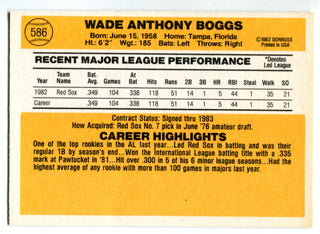 586
WADE ANTHONY BOGGS
Born: June 15, 1958 Home: Tampa, Florida
Ht.: 6'2" Wgt.: 185 Bats: Left Throws: Right
©1982 DONRUSS
PRINTED IN USA
RECENT MAJOR LEAGUE PERFORMANCE
*Denotes Led League
Year Team Name Bat. Avg. Games At Bat Hit Runs 2B 3B HR RBI Steal Walk SO
1982 Red Sox .349 104 338 118 51 14 1 5 44 1 35 21
Career .349 104 338 118 51 14 1 5 44 1 35 21
Contract Status: Signed thru 1983
How Acquired: Red Sox No. 7 pick in June '76 amateur draft.
CAREER HIGHLIGHTS
One of the top rookies in the AL last year... Led Red Sox in batting and was their
regular 1B by season's end... Won the International League batting title with a .335
mark at Pawtucket in '81... Hit over .300 in 5 of his 6 minor league seasons... Had the
highest average of any rookie with more than 100 games in majors last year.